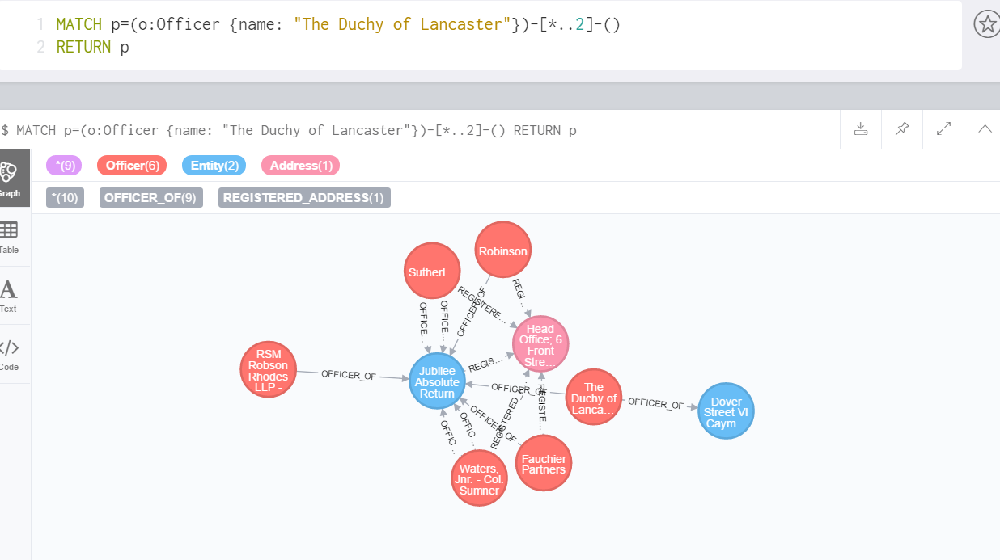 1 MATCH p=(o:Officer {name: "The Duchy of Lancaster"})-[*..2]-()
2 RETURN p
$ MATCH p=(o:Officer {name: "The Duchy of Lancaster"})-[*..2]-() RETURN p
*(9) Officer(6) Entity(2) Address(1)
*(10) OFFICER_OF(9) REGISTERED_ADDRESS(1)
Graph
Table
Text
Code
Robinson
Sutherl...
REGI...
REGISTERE...
OFFICER_OF
OFFICE...
OFFICE...
Head
Office; 6
Front
Stre...
RSM
Robson
Rhodes
LLP -
OFFICER_OF
Jubilee
Absolute
Return
REGIS...
OFFICER_OF
The
Duchy of
Lanca...
OFFICER_OF
Dover
Street VI
Caym...
OFFIC...
OFFIC...
OFFICER_OF
REGISTE...
Waters,
Jnr. - Col.
Sumner
Fauchier
Partners